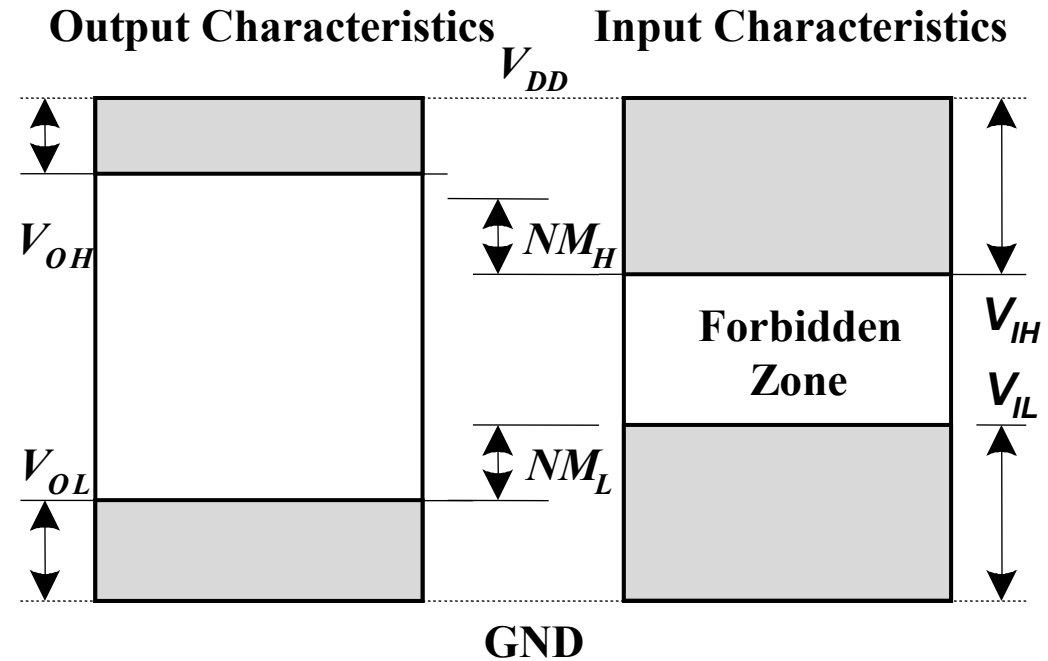 Output Characteristics
Input Characteristics
V_DD
V_OH
NM_H
Forbidden
Zone
V_IH
V_IL
V_OL
NM_L
GND